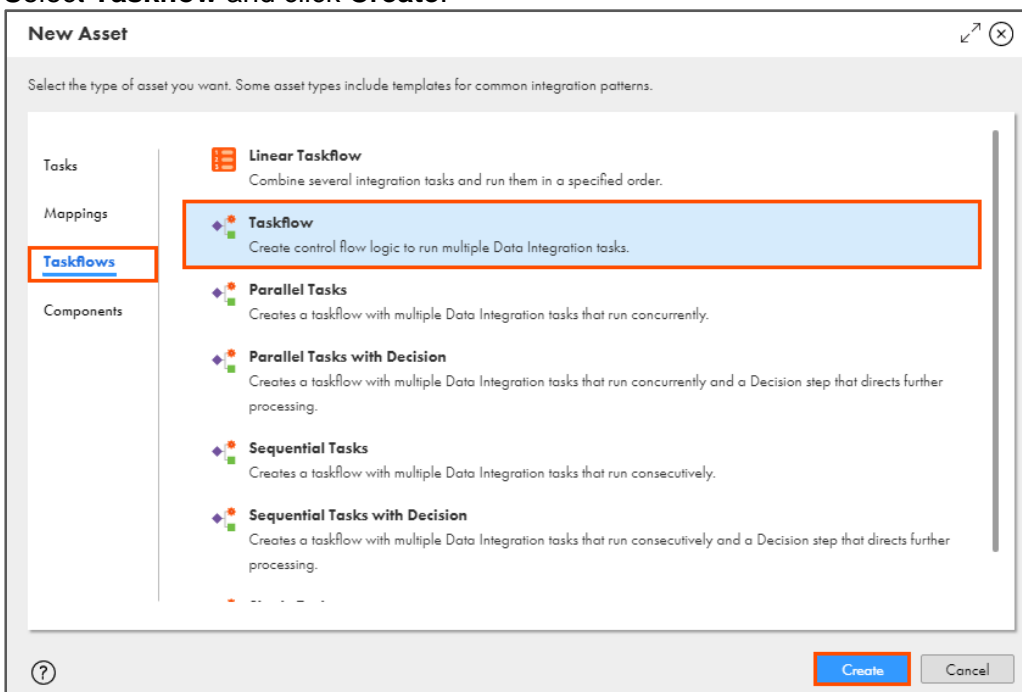 Select Taskflow and click Create.
New Asset
Select the type of asset you want. Some asset types include templates for common integration patterns.
Tasks
Mappings
Taskflows
Components
Linear Taskflow
Combine several integration tasks and run them in a specified order.
Taskflow
Create control flow logic to run multiple Data Integration tasks.
Parallel Tasks
Creates a taskflow with multiple Data Integration tasks that run concurrently.
Parallel Tasks with Decision
Creates a taskflow with multiple Data Integration tasks that run concurrently and a Decision step that directs further
processing.
Sequential Tasks
Creates a taskflow with multiple Data Integration tasks that run consecutively.
Sequential Tasks with Decision
Creates a taskflow with multiple Data Integration tasks that run consecutively and a Decision step that directs further
processing.
?
Create
Cancel